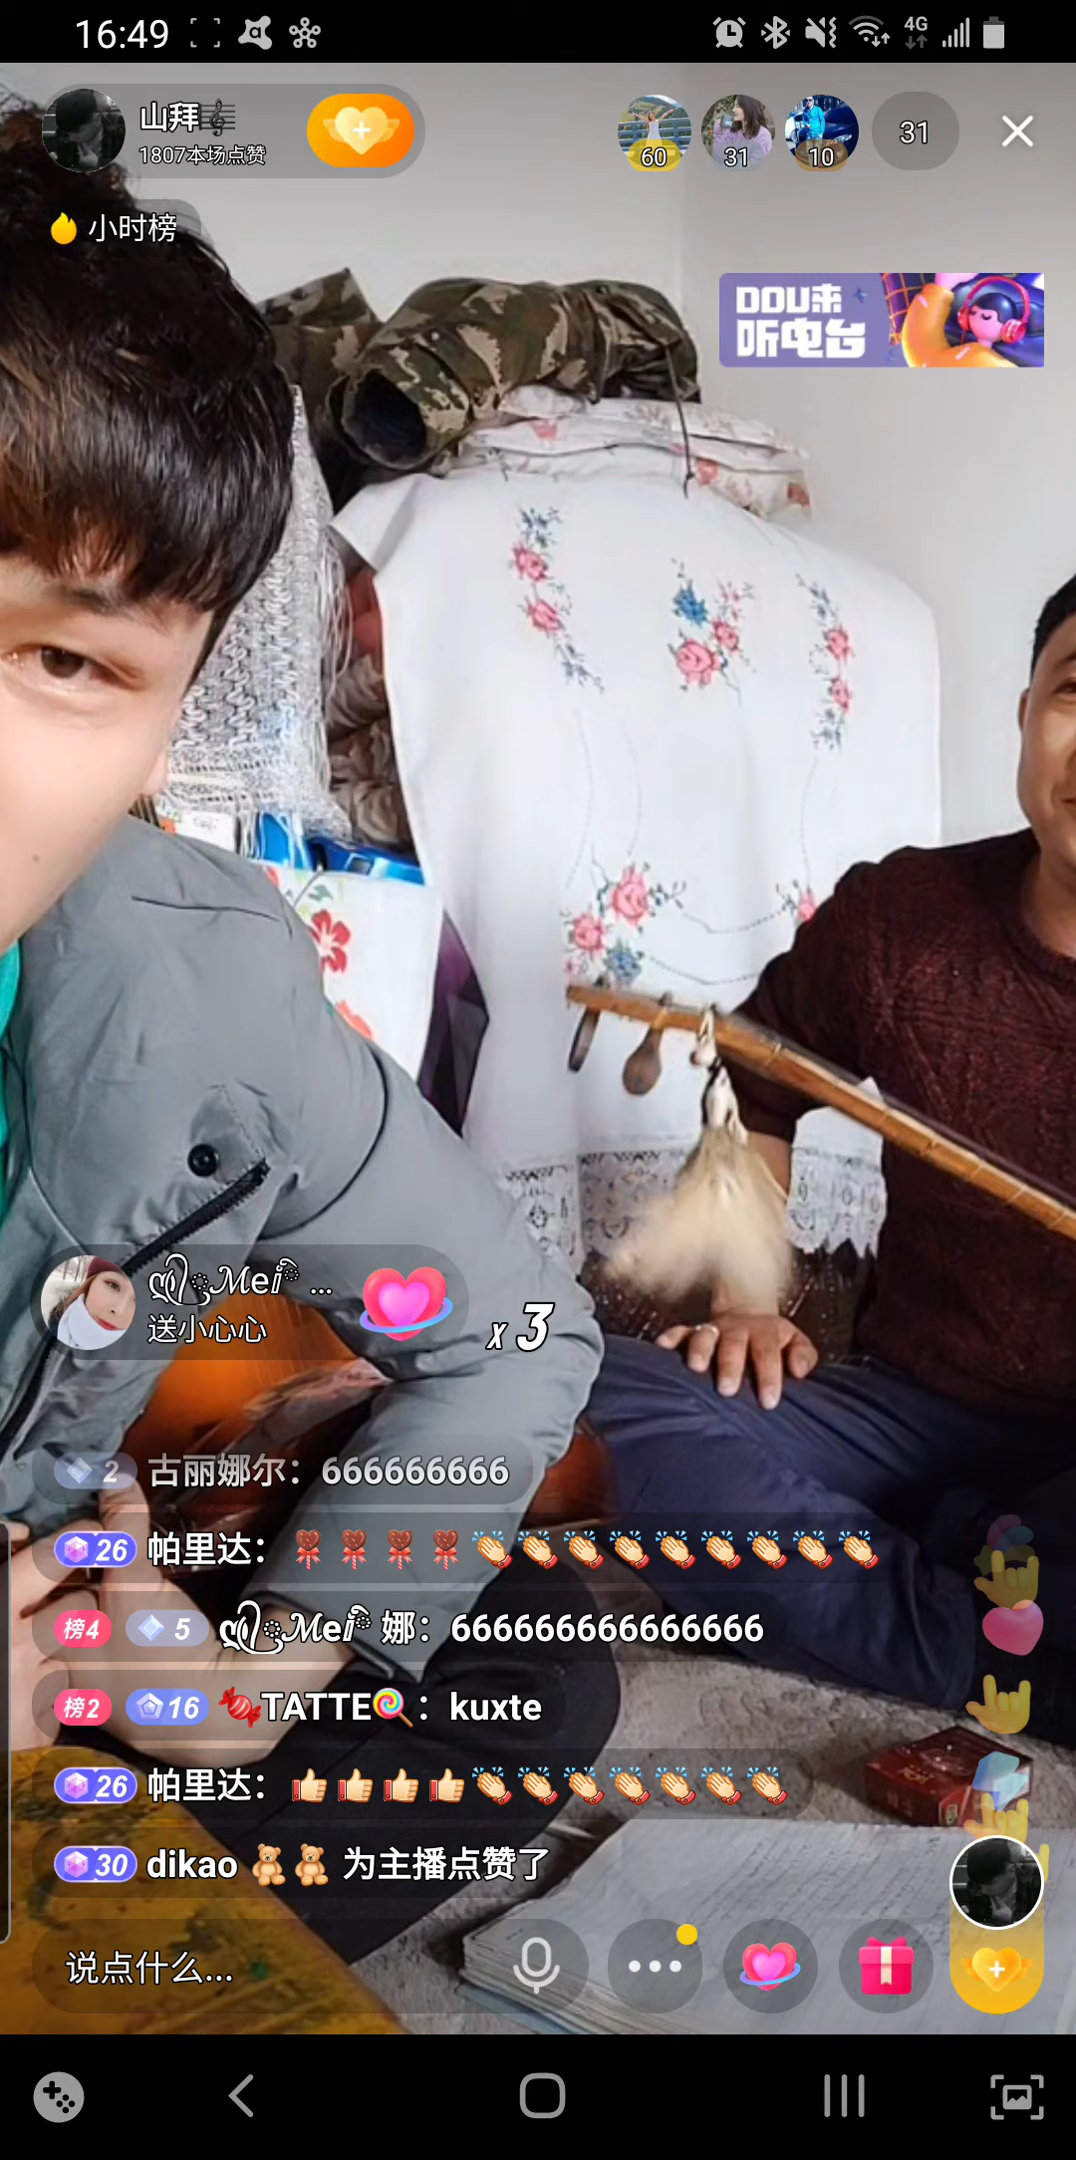 16:49
4G
山拜🎼
1807本场点赞
60
31
10
31
小时榜
DOU来
听电台
送小心心
x 3
2 古丽娜尔：666666666
26 帕里达：
榜4 5 娜：666666666666666
榜2 16 🍬TATTE🍭：kuxte
26 帕里达：👍👍👍👍👏👏👏👏👏👏👏
30 dikao 🧸🧸 为主播点赞了
说点什么...